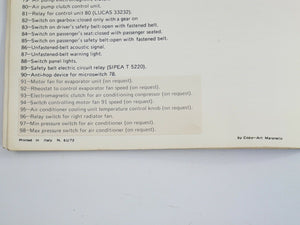 80—Air pump clutch control unit.
81—Relay for control unit 80 (LUCAS 33232).
82—Switch on gearbox: closed only with a gear on
83—Switch on driver's safety belt: open with fastened belt.
84—Switch on passenger's seat: closed with passenger seated.
85—Switch on passenger's safety belt: open with fastened belt.
86—Unfastened-belt acoustic signal.
87—Unfastened-belt warning light.
88—Switch panel lights.
89—Safety belt electric circuit relay (SIPEA T 5220).
90—Anti-hop device for microswitch 78.
91—Motor fan for evaporator unit (on request).
92—Rheostat to control evaporator fan speed (on request).
93—Electromagnetic clutch for air conditioning compressor (on request).
94—Switch controlling motor fan 91 speed (on request).
95—Air conditioner cooling unit temperature control knob (on request).
96—Relay switch for right radiator fan.
97—Min pressure switch for air conditioner (on request).
98—Max pressure switch for air conditioner (on request).
Printed in Italy
by Color-Art Maranello